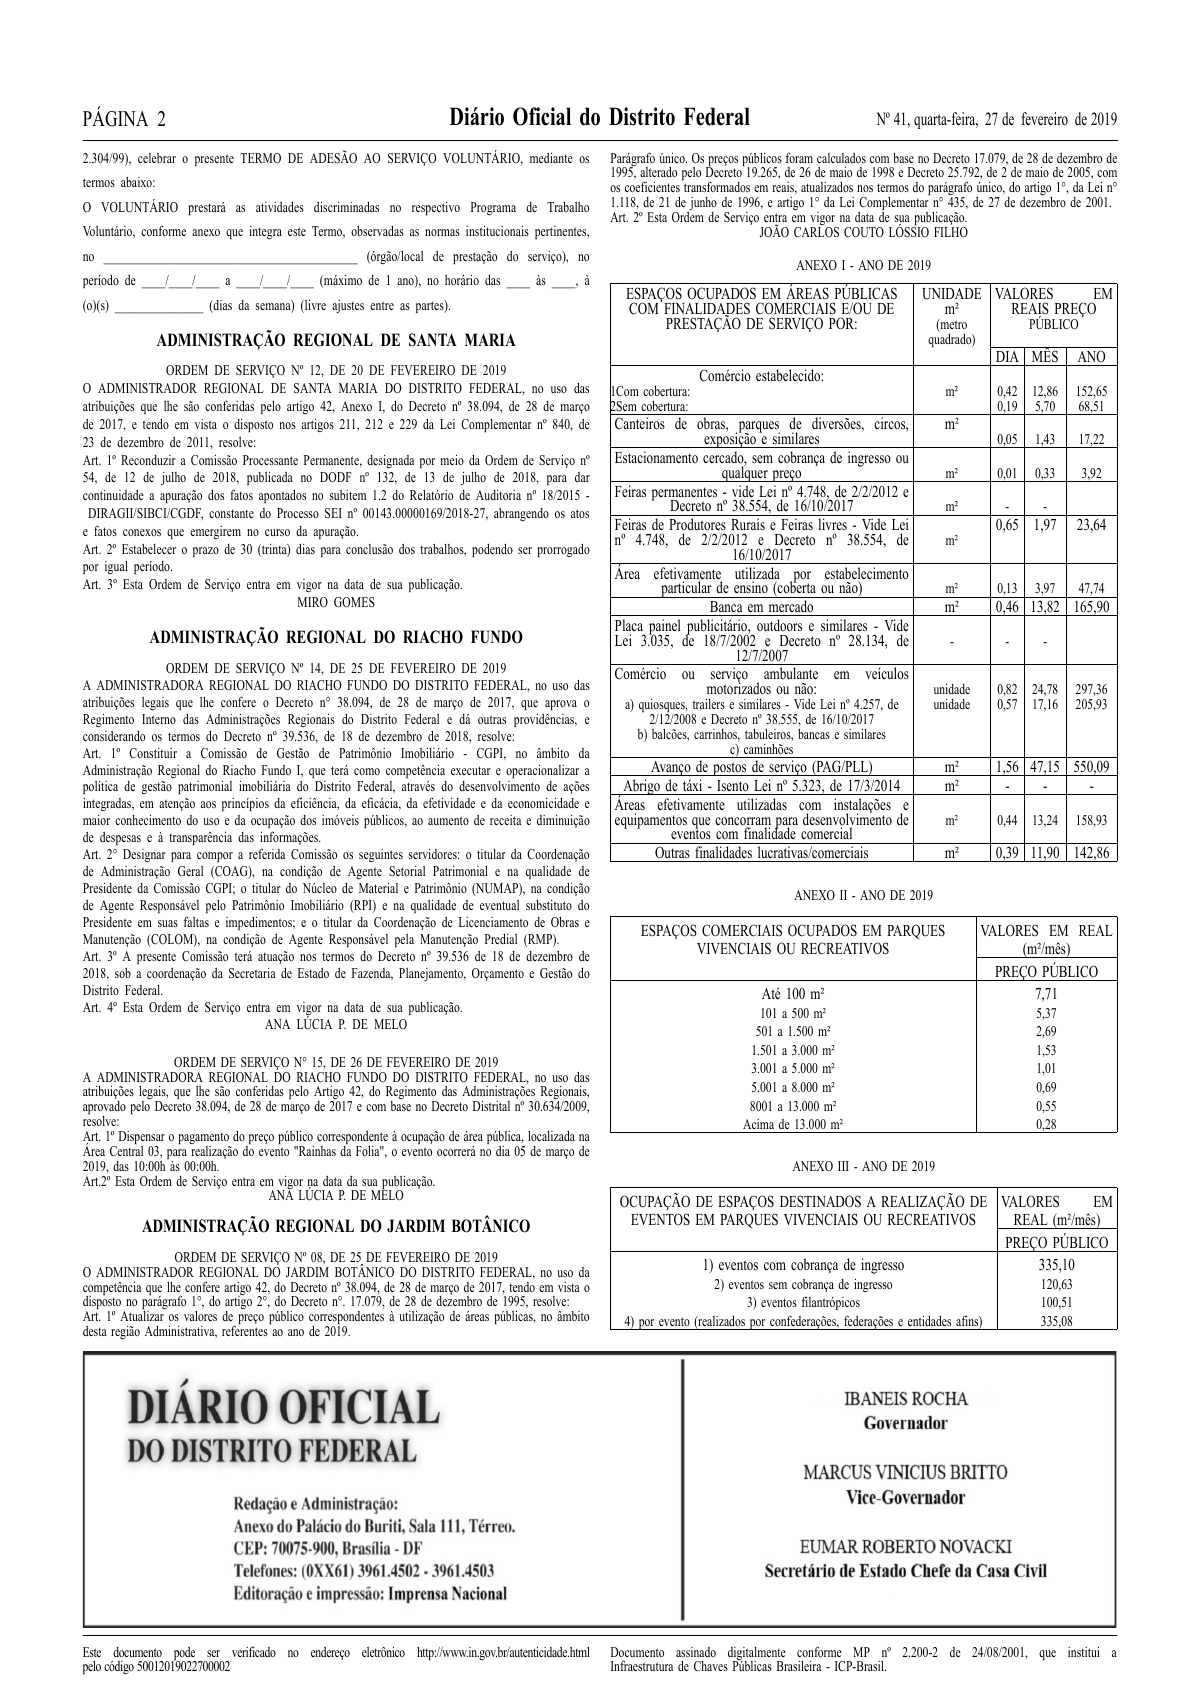 PÁGINA 2
Diário Oficial do Distrito Federal
Nº 41, quarta-feira, 27 de fevereiro de 2019
2.304/99), celebrar o presente TERMO DE ADESÃO AO SERVIÇO VOLUNTÁRIO, mediante os
termos abaixo:
O VOLUNTÁRIO prestará as atividades discriminadas no respectivo Programa de Trabalho
Voluntário, conforme anexo que integra este Termo, observadas as normas institucionais pertinentes,
no ______________________________________ (órgão/local de prestação do serviço), no
período de ____/____/____ a ____/____/____ (máximo de 1 ano), no horário das ____ às ____, à
(o)(s) _______________ (dias da semana) (livre ajustes entre as partes).
ADMINISTRAÇÃO REGIONAL DE SANTA MARIA
ORDEM DE SERVIÇO Nº 12, DE 20 DE FEVEREIRO DE 2019
O ADMINISTRADOR REGIONAL DE SANTA MARIA DO DISTRITO FEDERAL, no uso das
atribuições que lhe são conferidas pelo artigo 42, Anexo I, do Decreto nº 38.094, de 28 de março
de 2017, e tendo em vista o disposto nos artigos 211, 212 e 229 da Lei Complementar nº 840, de
23 de dezembro de 2011, resolve:
Art. 1º Reconduzir a Comissão Processante Permanente, designada por meio da Ordem de Serviço nº
54, de 12 de julho de 2018, publicada no DODF nº 132, de 13 de julho de 2018, para dar
continuidade a apuração dos fatos apontados no subitem 1.2 do Relatório de Auditoria nº 18/2015 -
DIRAGII/SIBCI/CGDF, constante do Processo SEI nº 00143.00000169/2018-27, abrangendo os atos
e fatos conexos que emergirem no curso da apuração.
Art. 2º Estabelecer o prazo de 30 (trinta) dias para conclusão dos trabalhos, podendo ser prorrogado
por igual período.
Art. 3º Esta Ordem de Serviço entra em vigor na data de sua publicação.
MIRO GOMES
ADMINISTRAÇÃO REGIONAL DO RIACHO FUNDO
ORDEM DE SERVIÇO Nº 14, DE 25 DE FEVEREIRO DE 2019
A ADMINISTRADORA REGIONAL DO RIACHO FUNDO DO DISTRITO FEDERAL, no uso das
atribuições legais que lhe confere o Decreto n° 38.094, de 28 de março de 2017, que aprova o
Regimento Interno das Administrações Regionais do Distrito Federal e dá outras providências, e
considerando os termos do Decreto nº 39.536, de 18 de dezembro de 2018, resolve:
Art. 1º Constituir a Comissão de Gestão de Patrimônio Imobiliário - CGPI, no âmbito da
Administração Regional do Riacho Fundo I, que terá como competência executar e operacionalizar a
política de gestão patrimonial imobiliária do Distrito Federal, através do desenvolvimento de ações
integradas, em atenção aos princípios da eficiência, da eficácia, da efetividade e da economicidade e
maior conhecimento do uso e da ocupação dos imóveis públicos, ao aumento de receita e diminuição
de despesas e à transparência das informações.
Art. 2° Designar para compor a referida Comissão os seguintes servidores: o titular da Coordenação
de Administração Geral (COAG), na condição de Agente Setorial Patrimonial e na qualidade de
Presidente da Comissão CGPI; o titular do Núcleo de Material e Patrimônio (NUMAP), na condição
de Agente Responsável pelo Patrimônio Imobiliário (RPI) e na qualidade de eventual substituto do
Presidente em suas faltas e impedimentos; e o titular da Coordenação de Licenciamento de Obras e
Manutenção (COLOM), na condição de Agente Responsável pela Manutenção Predial (RMP).
Art. 3º A presente Comissão terá atuação nos termos do Decreto nº 39.536 de 18 de dezembro de
2018, sob a coordenação da Secretaria de Estado de Fazenda, Planejamento, Orçamento e Gestão do
Distrito Federal.
Art. 4º Esta Ordem de Serviço entra em vigor na data de sua publicação.
ANA LÚCIA P. DE MELO
ORDEM DE SERVIÇO N° 15, DE 26 DE FEVEREIRO DE 2019
A ADMINISTRADORA REGIONAL DO RIACHO FUNDO DO DISTRITO FEDERAL, no uso das
atribuições legais, que lhe são conferidas pelo Artigo 42, do Regimento das Administrações Regionais,
aprovado pelo Decreto 38.094, de 28 de março de 2017 e com base no Decreto Distrital nº 30.634/2009,
resolve:
Art. 1º Dispensar o pagamento do preço público correspondente à ocupação de área pública, localizada na
Área Central 03, para realização do evento "Rainhas da Folia", o evento ocorrerá no dia 05 de março de
2019, das 10:00h às 00:00h.
Art.2º Esta Ordem de Serviço entra em vigor na data de sua publicação.
ANA LÚCIA P. DE MELO
ADMINISTRAÇÃO REGIONAL DO JARDIM BOTÂNICO
ORDEM DE SERVIÇO Nº 08, DE 25 DE FEVEREIRO DE 2019
O ADMINISTRADOR REGIONAL DO JARDIM BOTÂNICO DO DISTRITO FEDERAL, no uso da
competência que lhe confere artigo 42, do Decreto nº 38.094, de 28 de março de 2017, tendo em vista o
disposto no parágrafo 1°, do artigo 2°, do Decreto n°. 17.079, de 28 de dezembro de 1995, resolve:
Art. 1º Atualizar os valores de preço público correspondentes à utilização de áreas públicas, no âmbito
desta região Administrativa, referentes ao ano de 2019.
Parágrafo único. Os preços públicos foram calculados com base no Decreto 17.079, de 28 de dezembro de
1995, alterado pelo Decreto 19.265, de 26 de maio de 1998 e Decreto 25.792, de 2 de maio de 2005, com
os coeficientes transformados em reais, atualizados nos termos do parágrafo único, do artigo 1°, da Lei n°
1.118, de 21 de junho de 1996, e artigo 1° da Lei Complementar n° 435, de 27 de dezembro de 2001.
Art. 2º Esta Ordem de Serviço entra em vigor na data de sua publicação.
JOÃO CARLOS COUTO LÓSSIO FILHO
ANEXO I - ANO DE 2019
ESPAÇOS OCUPADOS EM ÁREAS PÚBLICAS UNIDADE VALORES EM
COM FINALIDADES COMERCIAIS E/OU DE m² REAIS PREÇO
PRESTAÇÃO DE SERVIÇO POR: (metro PÚBLICO
quadrado)
DIA MÊS ANO
Comércio estabelecido:
1Com cobertura: m² 0,42 12,86 152,65
2Sem cobertura: 0,19 5,70 68,51
Canteiros de obras, parques de diversões, circos, m²
exposição e similares 0,05 1,43 17,22
Estacionamento cercado, sem cobrança de ingresso ou
qualquer preço m² 0,01 0,33 3,92
Feiras permanentes - vide Lei nº 4.748, de 2/2/2012 e
Decreto nº 38.554, de 16/10/2017 m² - -
Feiras de Produtores Rurais e Feiras livres - Vide Lei 0,65 1,97 23,64
nº 4.748, de 2/2/2012 e Decreto nº 38.554, de m²
16/10/2017
Área efetivamente utilizada por estabelecimento
particular de ensino (coberta ou não) m² 0,13 3,97 47,74
Banca em mercado m² 0,46 13,82 165,90
Placa painel publicitário, outdoors e similares - Vide
Lei 3.035, de 18/7/2002 e Decreto nº 28.134, de - - -
12/7/2007
Comércio ou serviço ambulante em veículos
motorizados ou não: unidade 0,82 24,78 297,36
a) quiosques, trailers e similares - Vide Lei nº 4.257, de unidade 0,57 17,16 205,93
2/12/2008 e Decreto nº 38.555, de 16/10/2017
b) balcões, carrinhos, tabuleiros, bancas e similares
c) caminhões
Avanço de postos de serviço (PAG/PLL) m² 1,56 47,15 550,09
Abrigo de táxi - Isento Lei nº 5.323, de 17/3/2014 m² - - -
Áreas efetivamente utilizadas com instalações e
equipamentos que concorram para desenvolvimento de m² 0,44 13,24 158,93
eventos com finalidade comercial
Outras finalidades lucrativas/comerciais m² 0,39 11,90 142,86
ANEXO II - ANO DE 2019
ESPAÇOS COMERCIAIS OCUPADOS EM PARQUES VALORES EM REAL
VIVENCIAIS OU RECREATIVOS (m²/mês)
PREÇO PÚBLICO
Até 100 m² 7,71
101 a 500 m² 5,37
501 a 1.500 m² 2,69
1.501 a 3.000 m² 1,53
3.001 a 5.000 m² 1,01
5.001 a 8.000 m² 0,69
8001 a 13.000 m² 0,55
Acima de 13.000 m² 0,28
ANEXO III - ANO DE 2019
OCUPAÇÃO DE ESPAÇOS DESTINADOS A REALIZAÇÃO DE VALORES EM
EVENTOS EM PARQUES VIVENCIAIS OU RECREATIVOS REAL (m²/mês)
PREÇO PÚBLICO
1) eventos com cobrança de ingresso 335,10
2) eventos sem cobrança de ingresso 120,63
3) eventos filantrópicos 100,51
4) por evento (realizados por confederações, federações e entidades afins) 335,08
DIÁRIO OFICIAL
DO DISTRITO FEDERAL
Redação e Administração:
Anexo do Palácio do Buriti, Sala 111, Térreo.
CEP: 70075-900, Brasília - DF
Telefones: (0XX61) 3961.4502 - 3961.4503
Editoração e impressão: Imprensa Nacional
IBANEIS ROCHA
Governador
MARCUS VINICIUS BRITTO
Vice-Governador
EUMAR ROBERTO NOVACKI
Secretário de Estado Chefe da Casa Civil
Este documento pode ser verificado no endereço eletrônico http://www.in.gov.br/autenticidade.html
pelo código 50012019022700002
Documento assinado digitalmente conforme MP nº 2.200-2 de 24/08/2001, que institui a
Infraestrutura de Chaves Públicas Brasileira - ICP-Brasil.